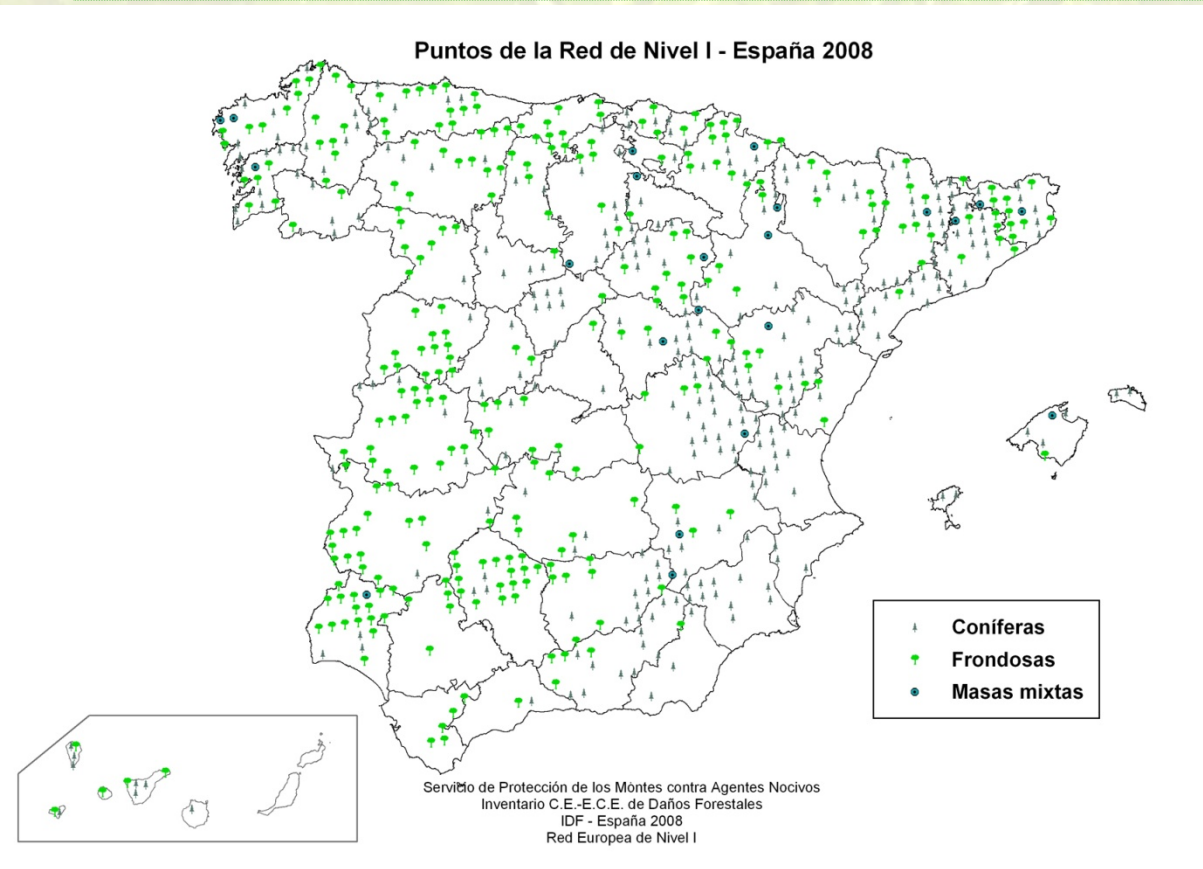 Puntos de la Red de Nivel I - España 2008
Coníferas
Frondosas
Masas mixtas
Servicio de Protección de los Montes contra Agentes Nocivos
Inventario C.E.-E.C.E. de Daños Forestales
IDF - España 2008
Red Europea de Nivel I